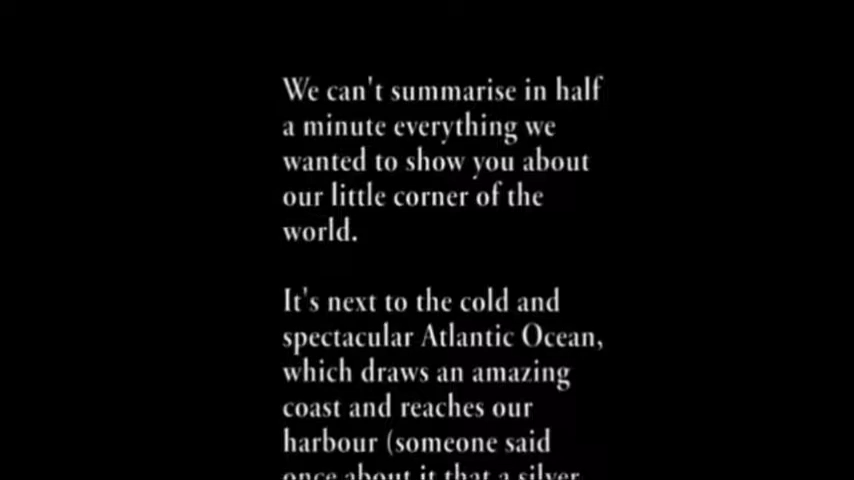 We can't summarise in half
a minute everything we
wanted to show you about
our little corner of the
world.
It's next to the cold and
spectacular Atlantic Ocean,
which draws an amazing
coast and reaches our
harbour (someone said
once about it that a silver